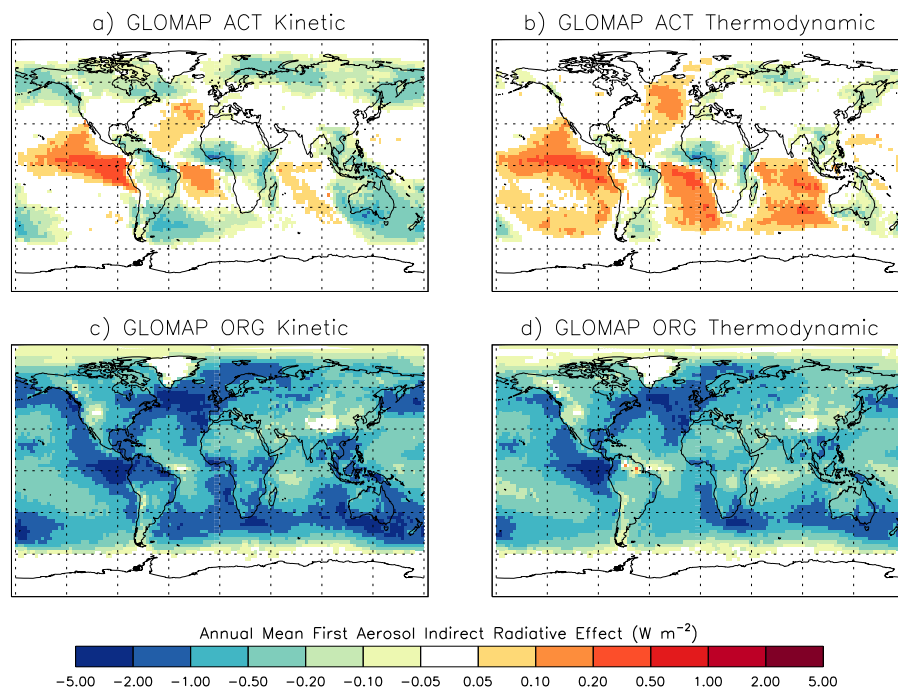 a) GLOMAP ACT Kinetic
b) GLOMAP ACT Thermodynamic
c) GLOMAP ORG Kinetic
d) GLOMAP ORG Thermodynamic
Annual Mean First Aerosol Indirect Radiative Effect (W m⁻²)
−5.00 −2.00 −1.00 −0.50 −0.20 −0.10 −0.05 0.05 0.10 0.20 0.50 1.00 2.00 5.00